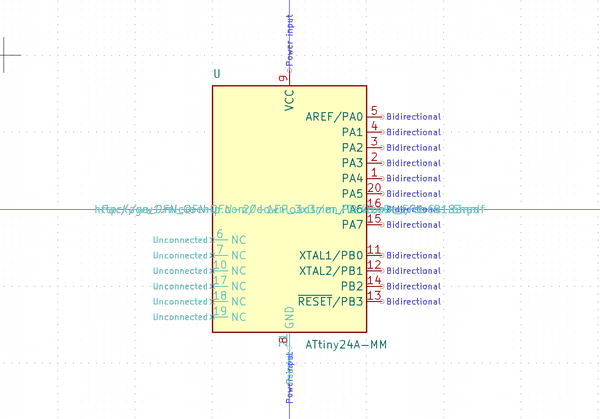 Power input
U
9
VCC
AREF/PA0 5 Bidirectional
PA1 4 Bidirectional
PA2 3 Bidirectional
PA3 2 Bidirectional
PA4 1 Bidirectional
PA5 20 Bidirectional
16
PA7 15 Bidirectional
Unconnected 6 NC
Unconnected 7 NC
XTAL1/PB0 11 Bidirectional
Unconnected 10 NC
XTAL2/PB1 12 Bidirectional
Unconnected 17 NC
PB2 14 Bidirectional
Unconnected 18 NC
RESET/PB3 13 Bidirectional
Unconnected 19 NC
GND
8
ATtiny24A-MM
Power input